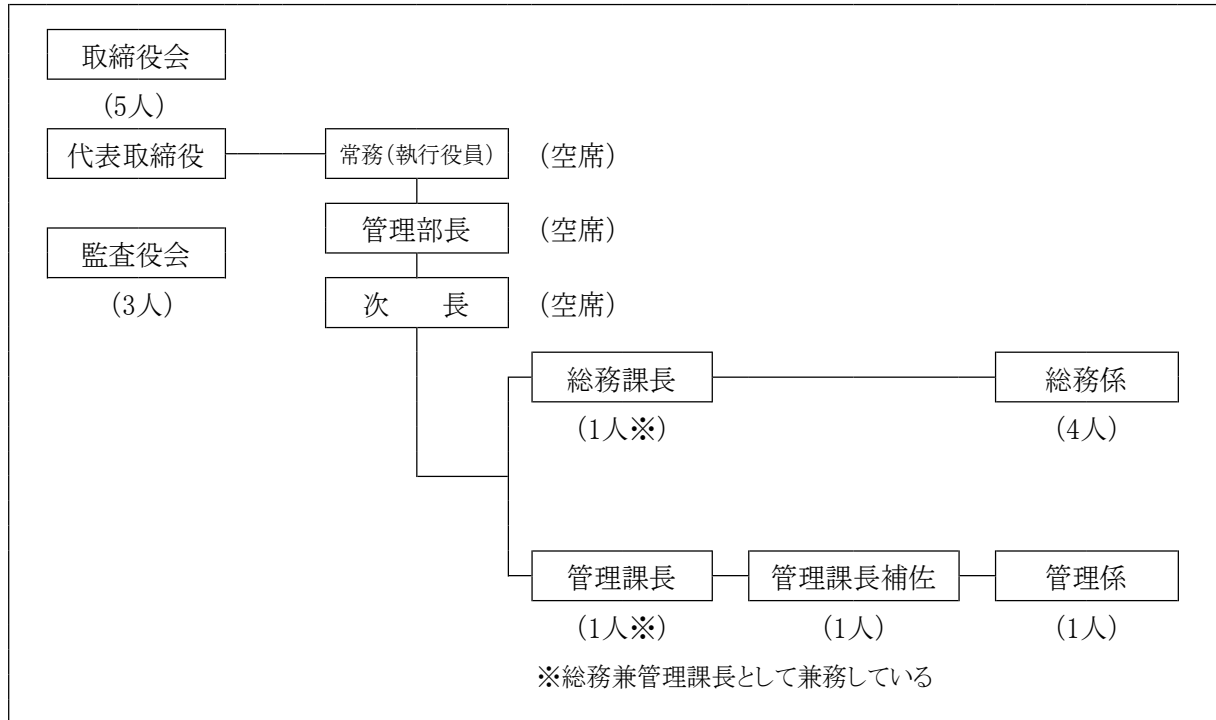 取締役会
(5人)
代表取締役
常務(執行役員)
(空席)
管理部長
(空席)
監査役会
(3人)
次　　長
(空席)
総務課長
(1人※)
総務係
(4人)
管理課長
(1人※)
管理課長補佐
(1人)
管理係
(1人)
※総務兼管理課長として兼務している